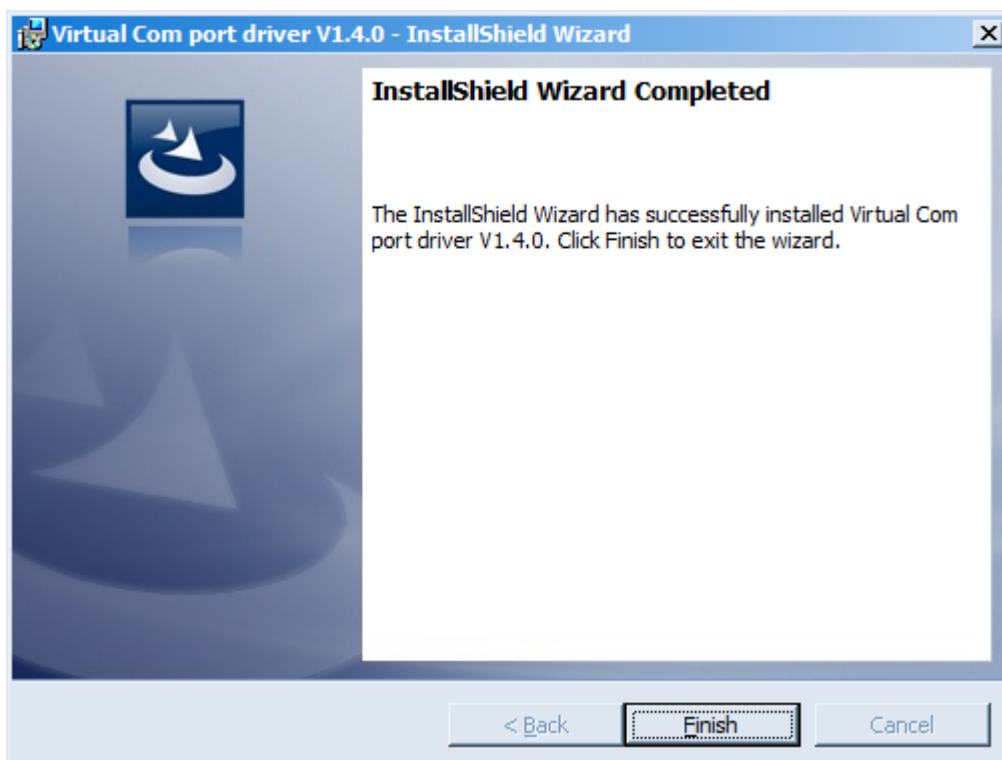 Virtual Com port driver V1.4.0 - InstallShield Wizard
InstallShield Wizard Completed
The InstallShield Wizard has successfully installed Virtual Com
port driver V1.4.0. Click Finish to exit the wizard.
< Back
Finish
Cancel